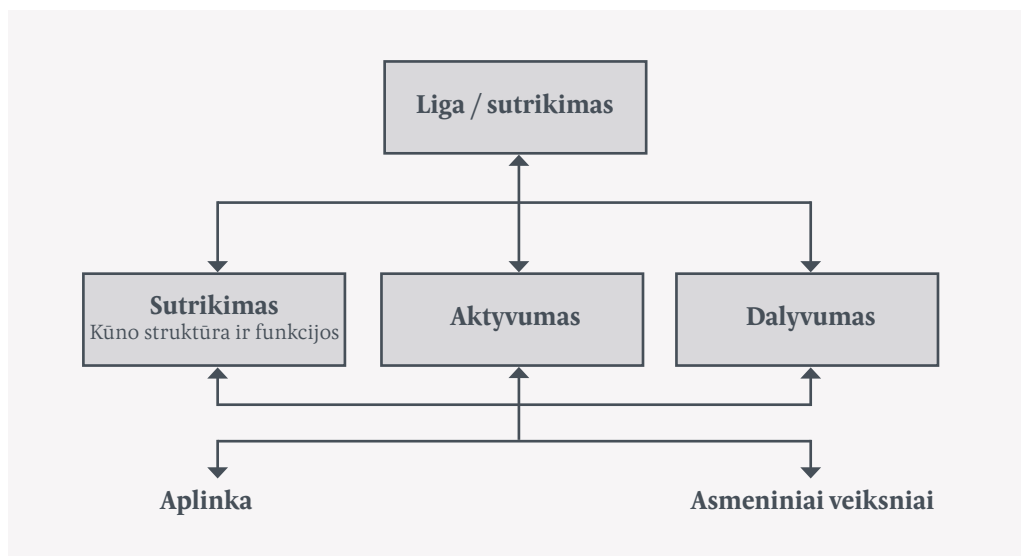 Liga / sutrikimas
Sutrikimas
Kūno struktūra ir funkcijos
Aktyvumas
Dalyvumas
Aplinka
Asmeniniai veiksniai